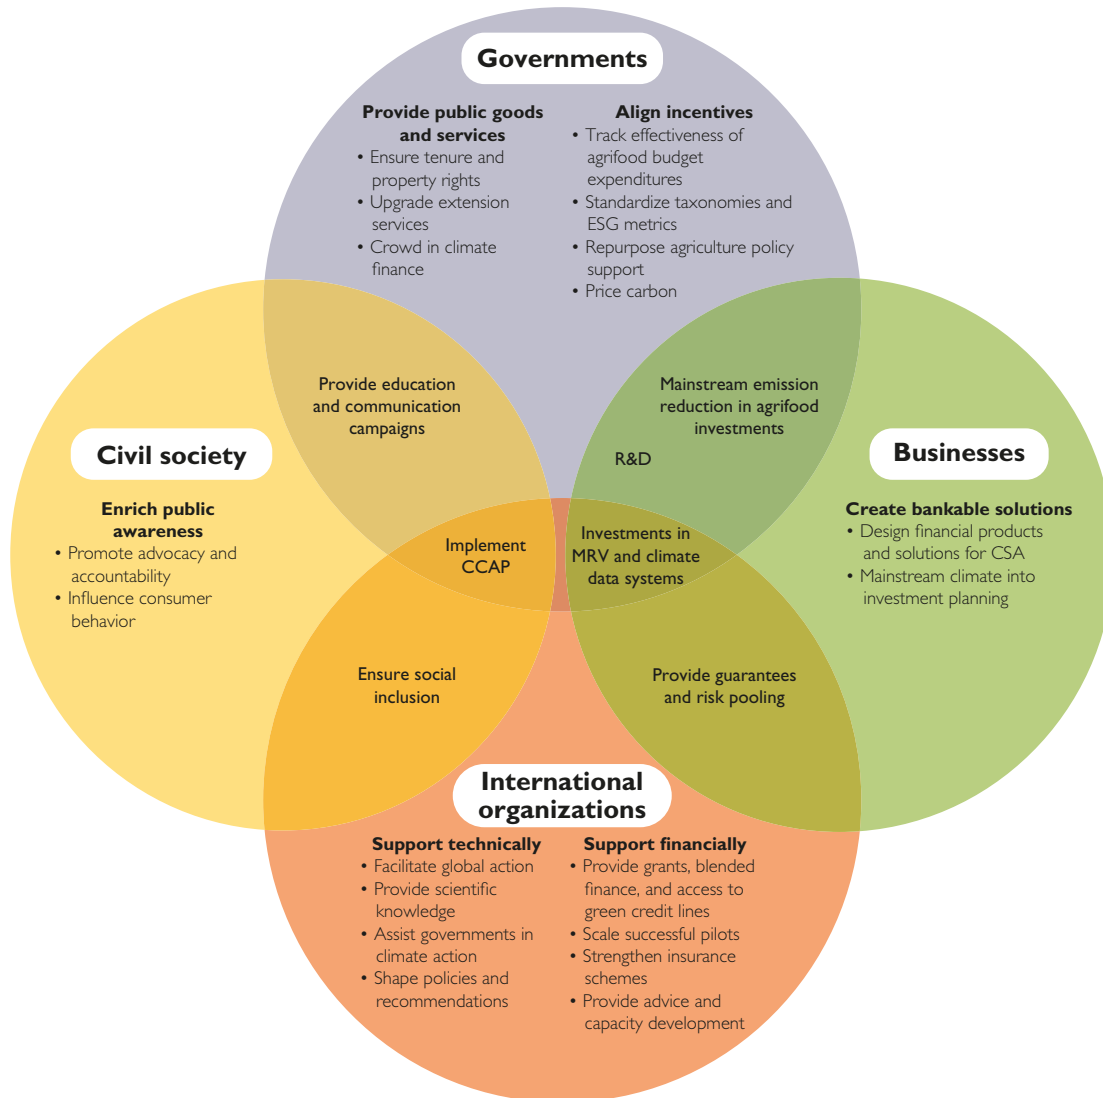 Governments
Provide public goods
and services
• Ensure tenure and
property rights
• Upgrade extension
services
• Crowd in climate
finance
Align incentives
• Track effectiveness of
agrifood budget
expenditures
• Standardize taxonomies and
ESG metrics
• Repurpose agriculture policy
support
• Price carbon
Provide education
and communication
campaigns
Mainstream emission
reduction in agrifood
investments
R&D
Civil society
Enrich public
awareness
• Promote advocacy and
accountability
• Influence consumer
behavior
Implement
CCAP
Investments in
MRV and climate
data systems
Businesses
Create bankable solutions
• Design financial products
and solutions for CSA
• Mainstream climate into
investment planning
Ensure social
inclusion
Provide guarantees
and risk pooling
International
organizations
Support technically
• Facilitate global action
• Provide scientific
knowledge
• Assist governments in
climate action
• Shape policies and
recommendations
Support financially
• Provide grants, blended
finance, and access to
green credit lines
• Scale successful pilots
• Strengthen insurance
schemes
• Provide advice and
capacity development